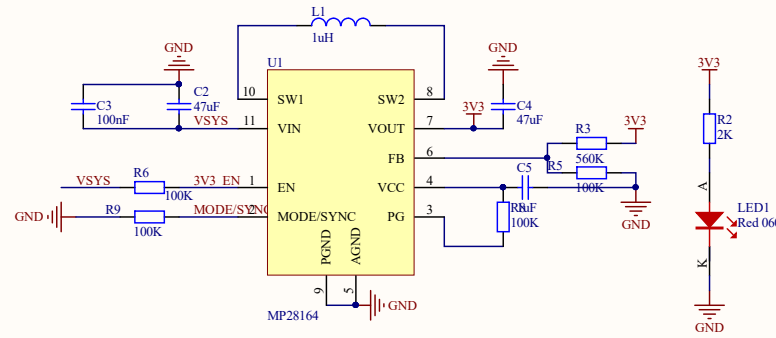 L1
1uH
GND
U1
GND
3V3
C3
100nF
C2
47uF
VSYS
10
SW1
SW2
8
11
VIN
VOUT
7
3V3
C4
47uF
R2
2K
FB
6
R3
560K
3V3
VSYS
R6
100K
3V3_EN
1
EN
VCC
4
C5
R5
100K
GND
R9
100K
MODE/SYNC
2
MODE/SYNC
PG
3
100K
GND
A
LED1
Red 060
K
PGND
AGND
9
5
GND
MP28164
GND